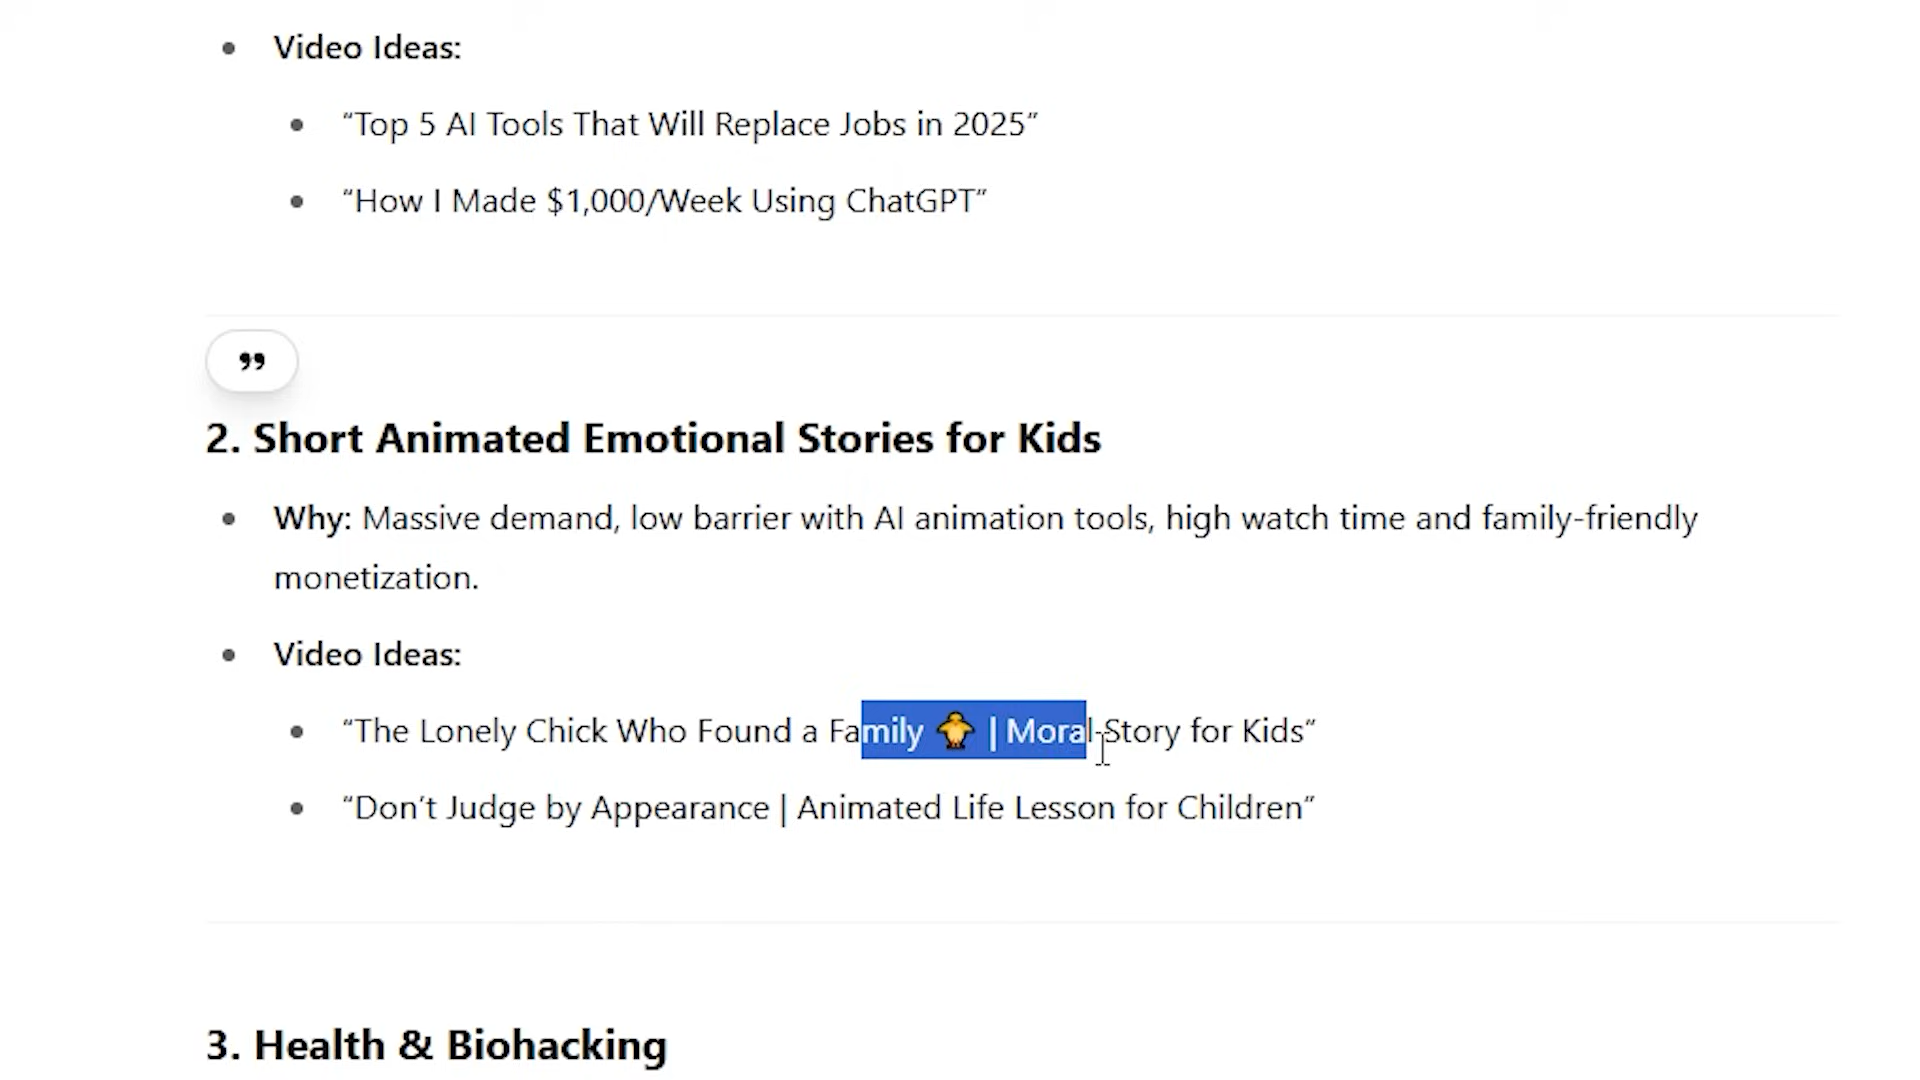 Video Ideas:
“Top 5 AI Tools That Will Replace Jobs in 2025”
“How I Made $1,000/Week Using ChatGPT”
”
2. Short Animated Emotional Stories for Kids
Why: Massive demand, low barrier with AI animation tools, high watch time and family-friendly
monetization.
Video Ideas:
“The Lonely Chick Who Found a Family 🐥 | Moral Story for Kids”
“Don’t Judge by Appearance | Animated Life Lesson for Children”
3. Health & Biohacking